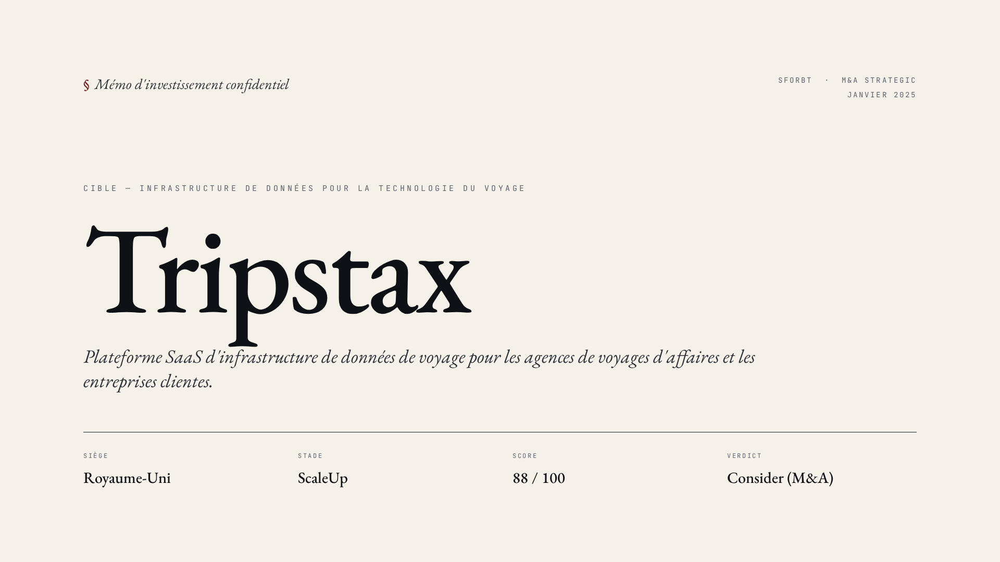 § Mémo d'investissement confidentiel
SFORBT · M&A STRATEGIC
JANVIER 2025
CIBLE — INFRASTRUCTURE DE DONNÉES POUR LA TECHNOLOGIE DU VOYAGE
Tripstax
Plateforme SaaS d'infrastructure de données de voyage pour les agences de voyages d'affaires et les
entreprises clientes.
SIÈGE
Royaume-Uni
STADE
ScaleUp
SCORE
88 / 100
VERDICT
Consider (M&A)